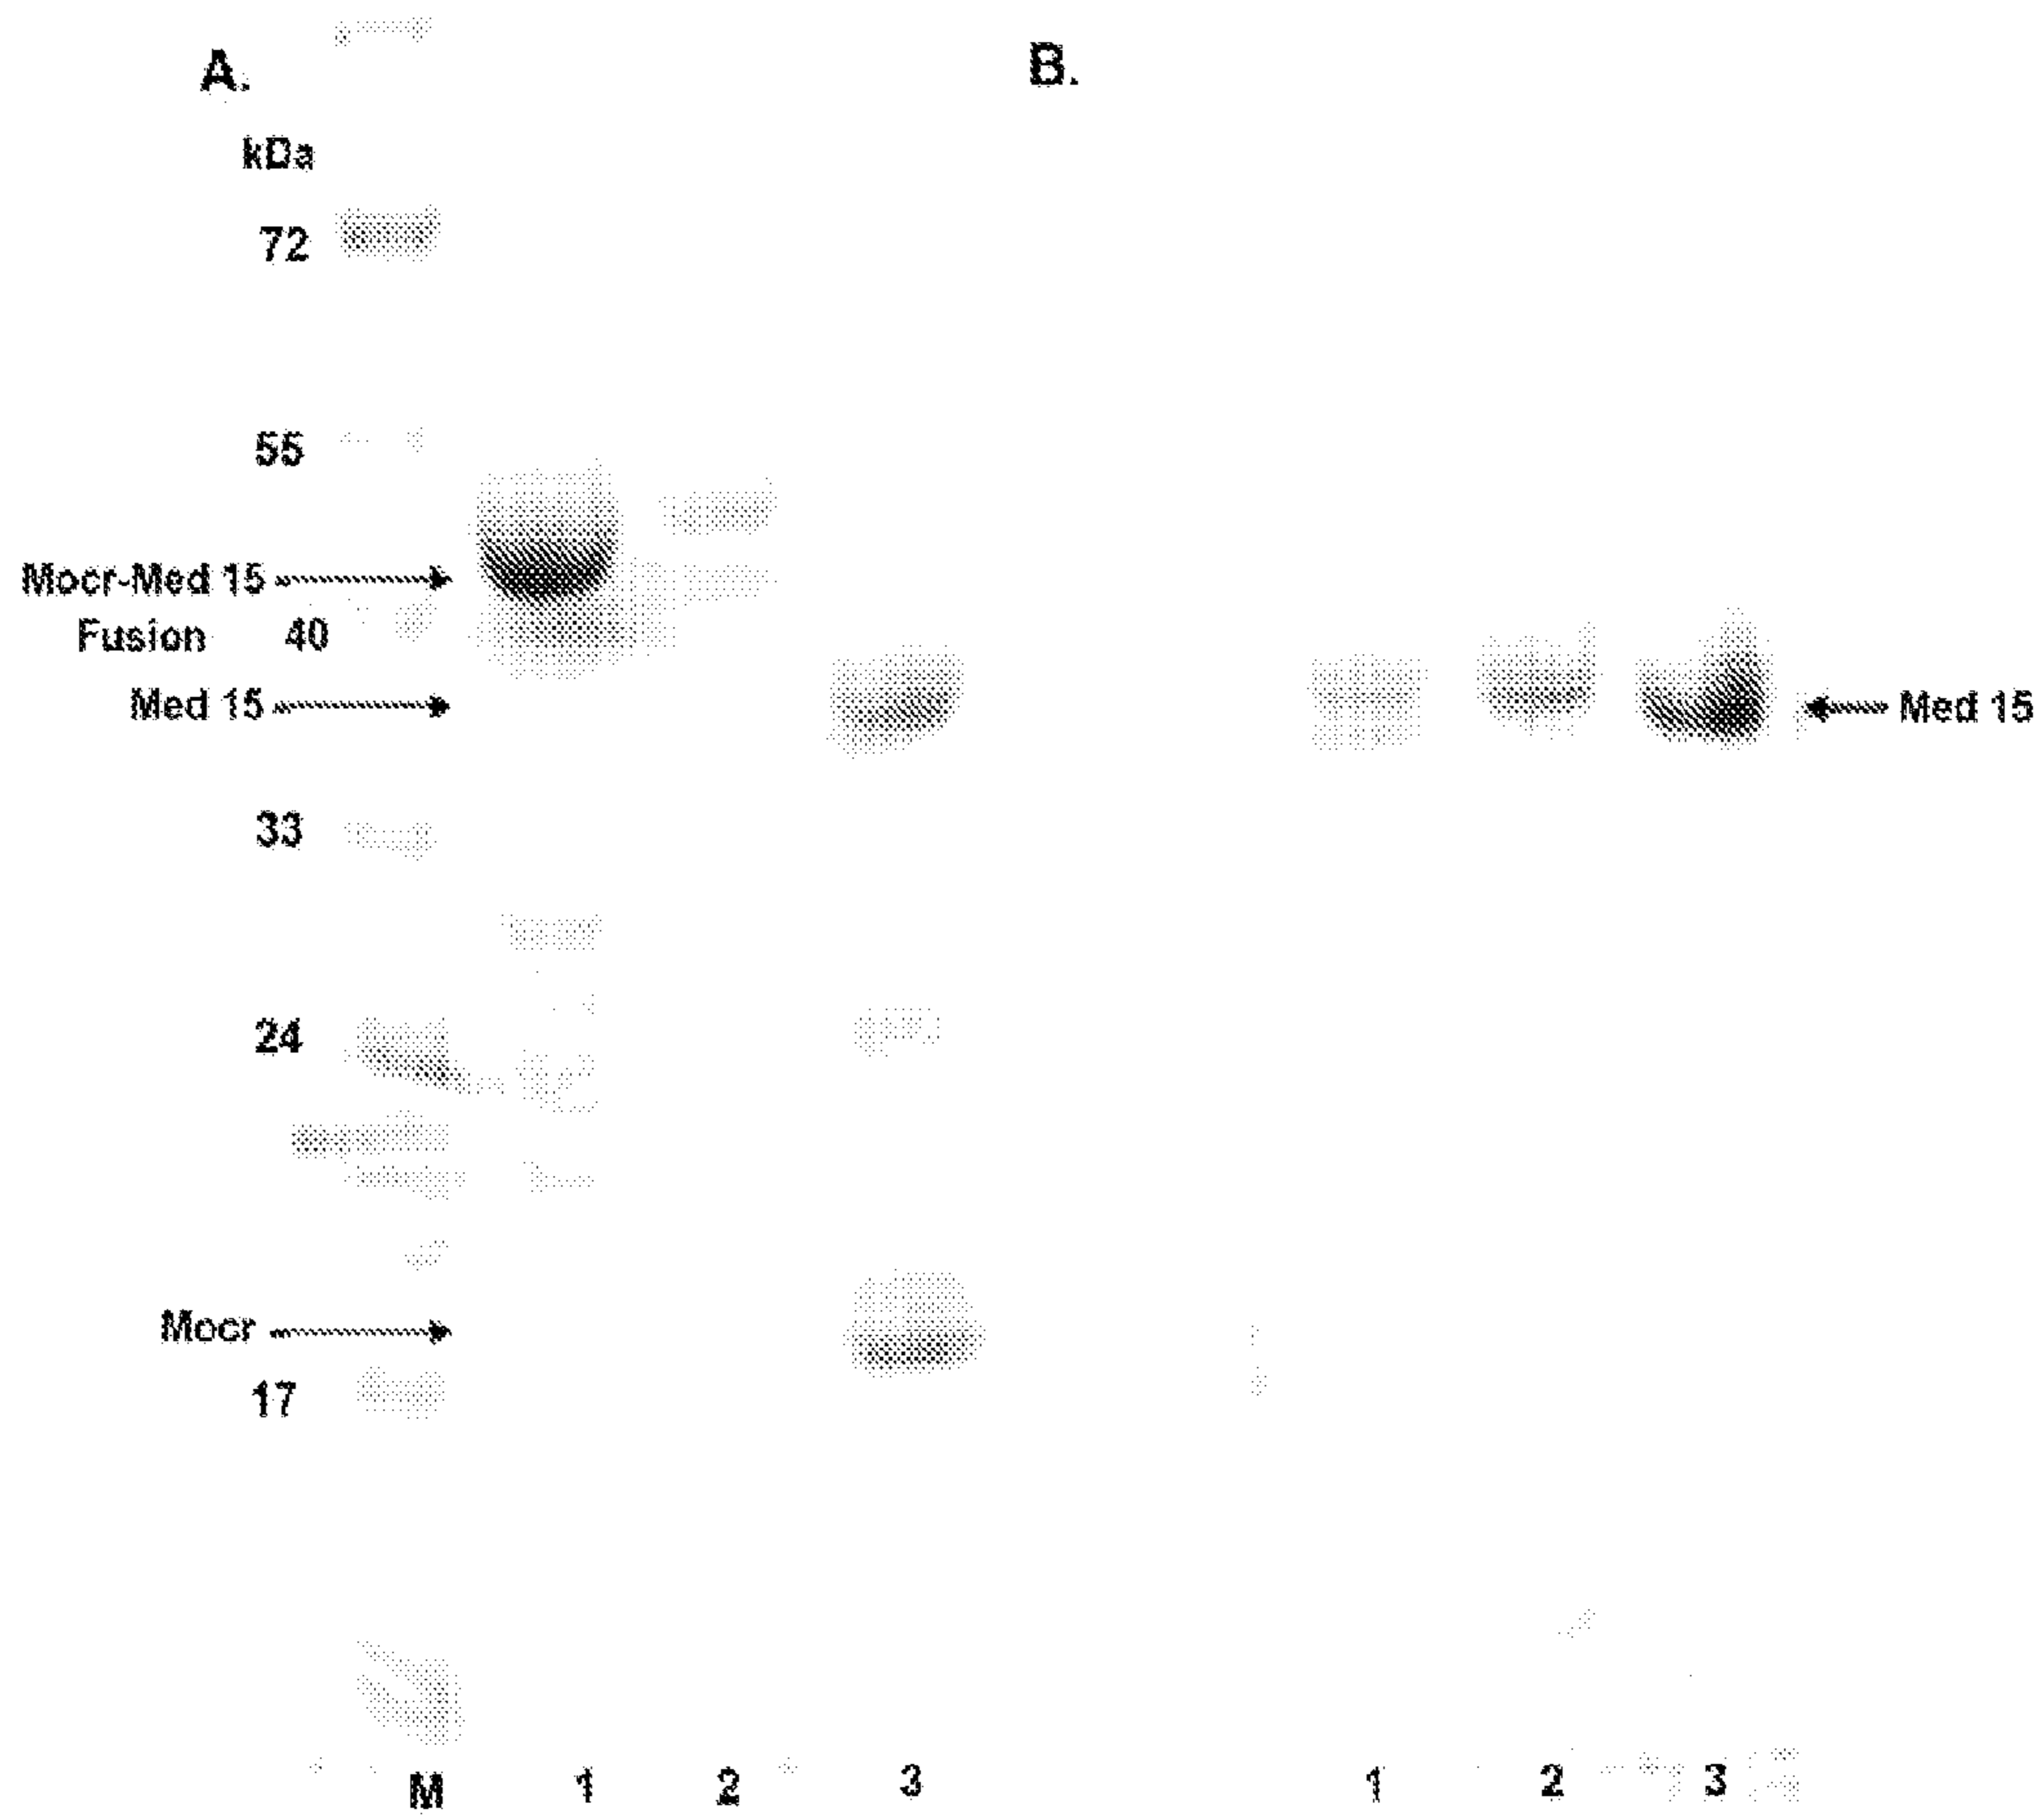 A. B.
kDa
72
55
Mocr-Med 15
Fusion 40
Med 15 Med 15
33
24
Mocr
17
M 1 2 3 1 2 3